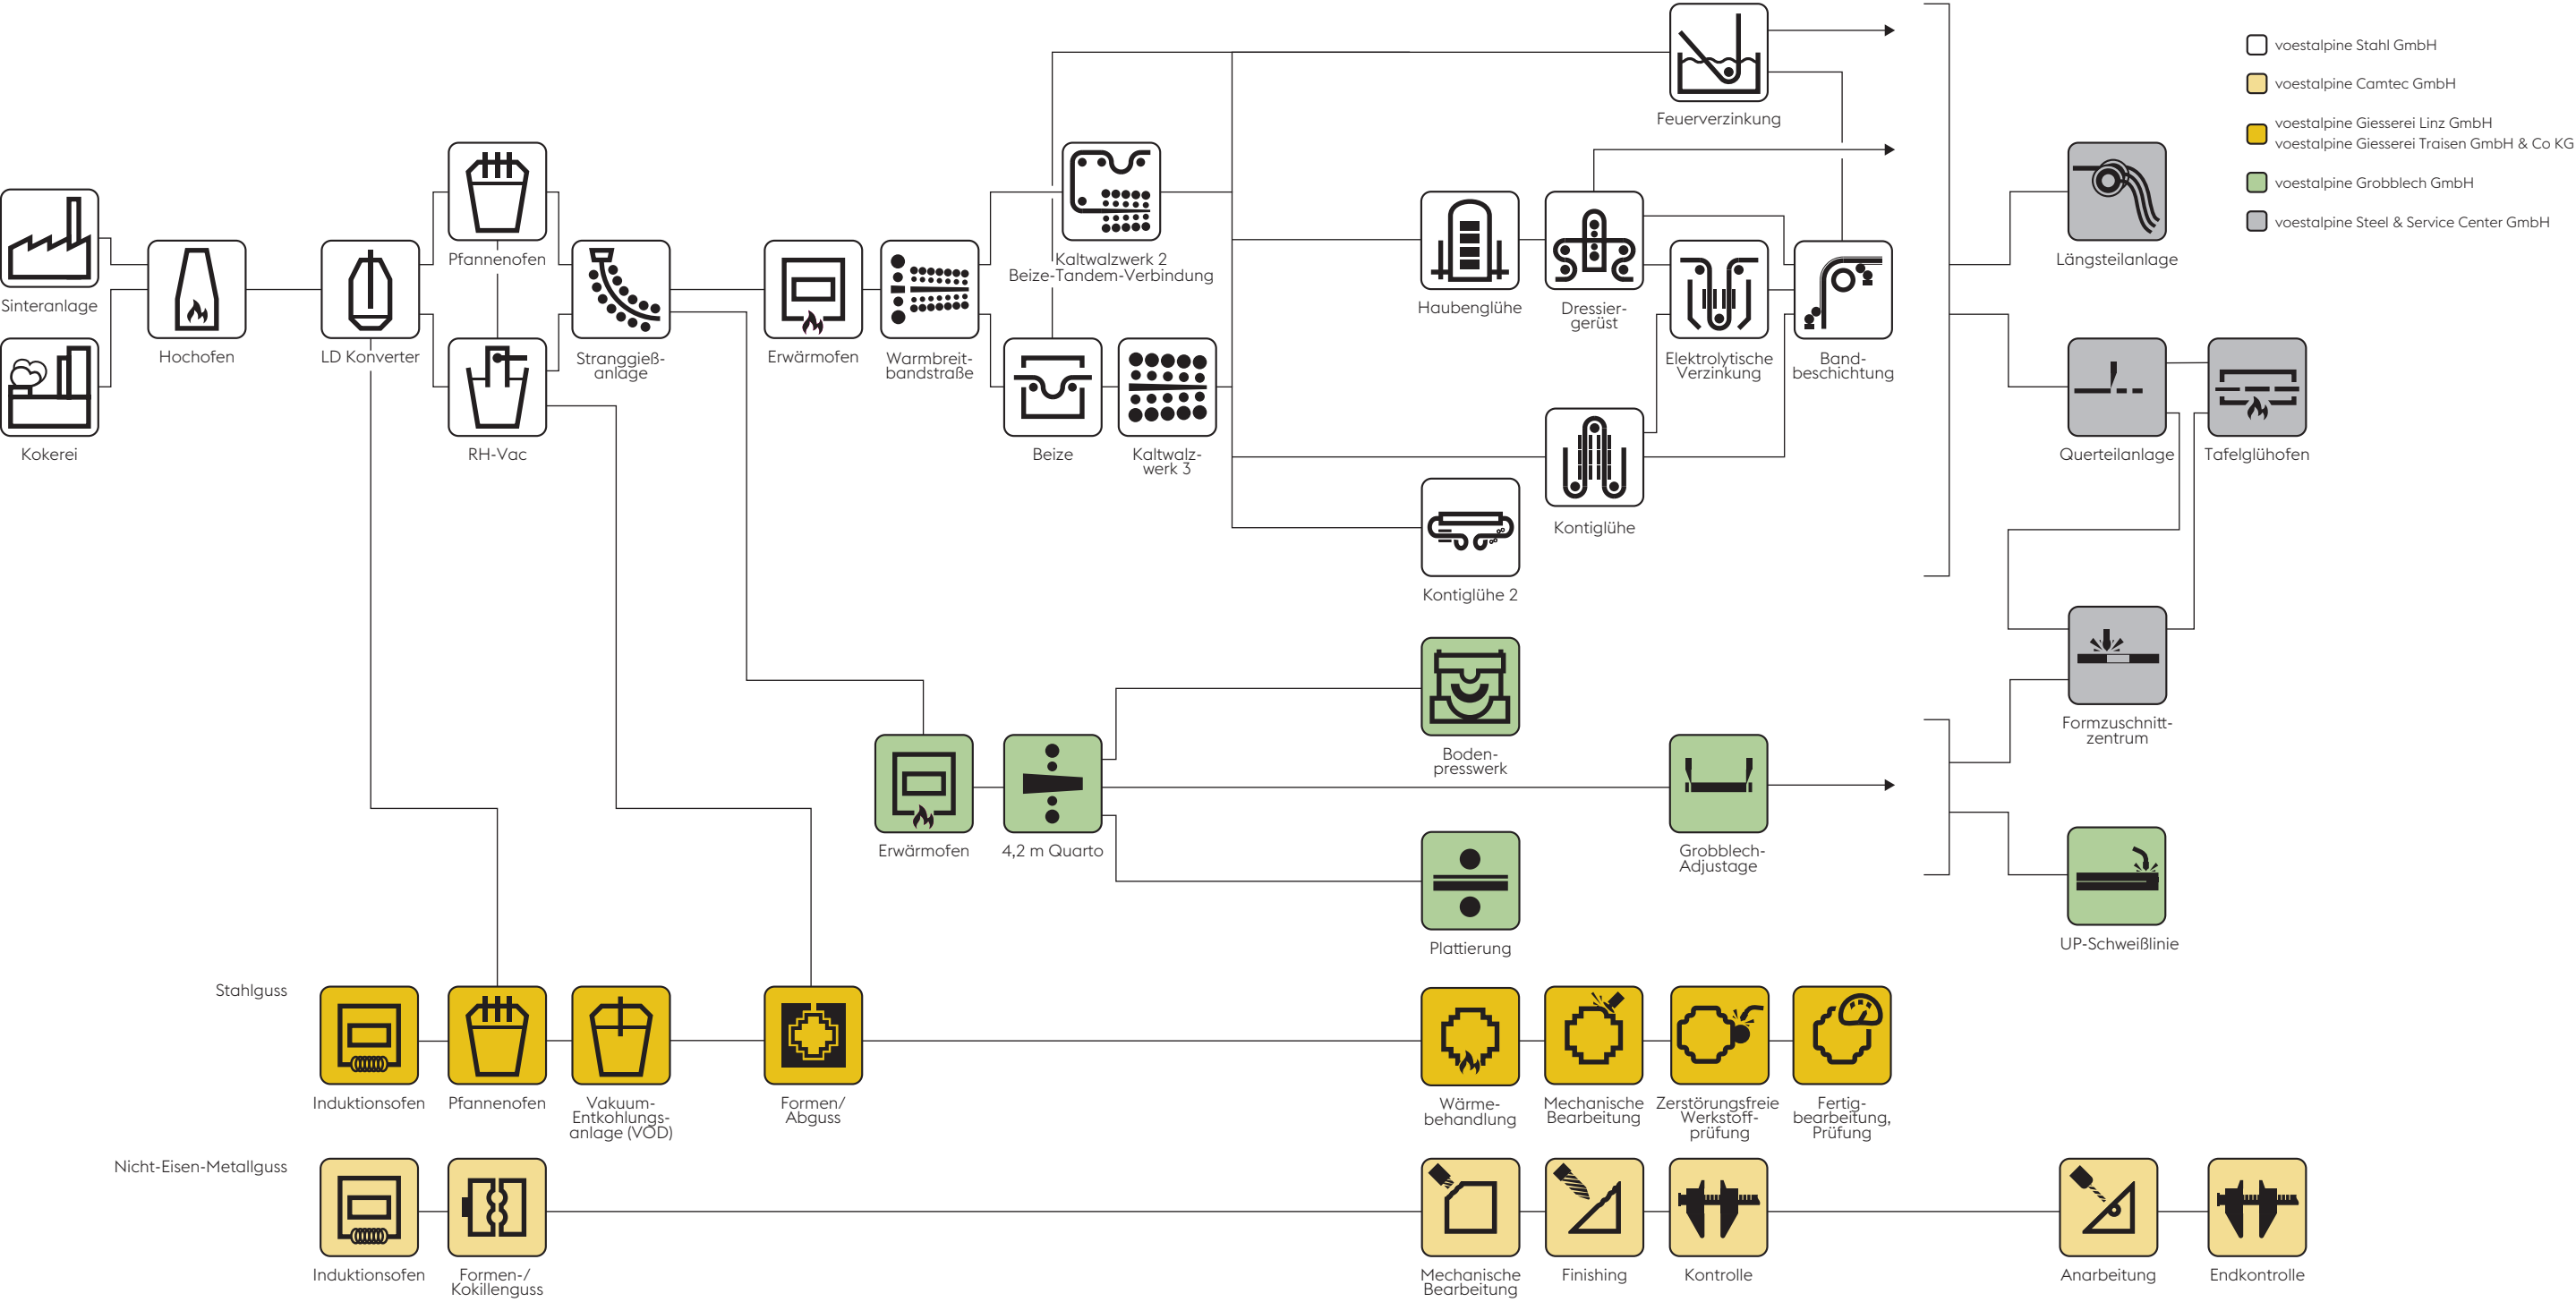 voestalpine Stahl GmbH
voestalpine Camtec GmbH
voestalpine Giesserei Linz GmbH
voestalpine Giesserei Traisen GmbH & Co KG
voestalpine Grobblech GmbH
voestalpine Steel & Service Center GmbH
Feuerverzinkung
Sinteranlage
Kokerei
Hochofen
LD Konverter
Pfannenofen
RH-Vac
Stranggieß-
anlage
Erwärmofen
Warmbreit-
bandstraße
Kaltwalzwerk 2
Beize-Tandem-Verbindung
Beize
Kaltwalz-
werk 3
Haubenglühe
Dressier-
gerüst
Elektrolytische
Verzinkung
Band-
beschichtung
Kontiglühe
Kontiglühe 2
Längsteilanlage
Querteilanlage
Tafelglühofen
Formzuschnitt-
zentrum
Boden-
presswerk
Erwärmofen
4,2 m Quarto
Grobblech-
Adjustage
Plattierung
UP-Schweißlinie
Stahlguss
Induktionsofen
Pfannenofen
Vakuum-
Entkohlungs-
anlage (VOD)
Formen/
Abguss
Wärme-
behandlung
Mechanische
Bearbeitung
Zerstörungsfreie
Werkstoff-
prüfung
Fertig-
bearbeitung,
Prüfung
Nicht-Eisen-Metallguss
Induktionsofen
Formen-/
Kokillenguss
Mechanische
Bearbeitung
Finishing
Kontrolle
Anarbeitung
Endkontrolle